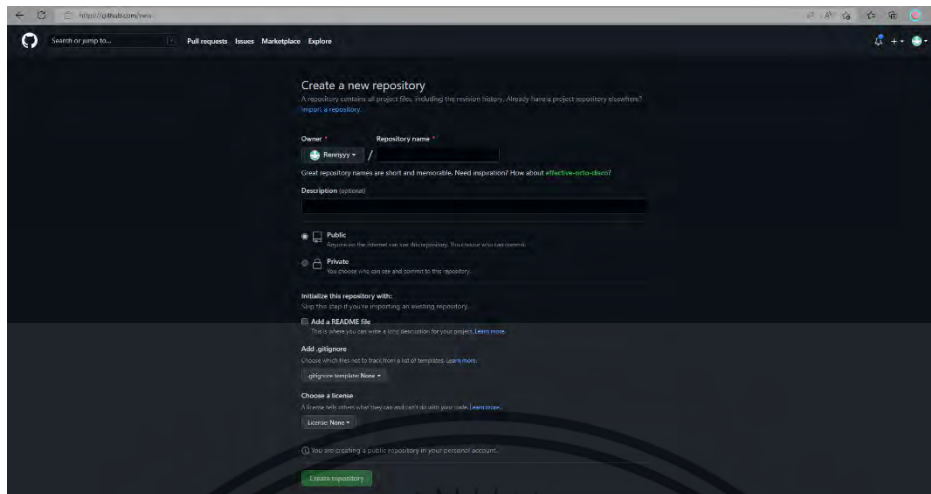 https://github.com/new
Search or jump to...
Pull requests Issues Marketplace Explore
Create a new repository
A repository contains all project files, including the revision history. Already have a project repository elsewhere?
Import a repository.
Owner * Repository name *
Rennyyy /
Great repository names are short and memorable. Need inspiration? How about effective-octo-disco?
Description (optional)
Public
Anyone on the internet can see this repository. You choose who can commit.
Private
You choose who can see and commit to this repository.
Initialize this repository with:
Skip this step if you're importing an existing repository.
Add a README file
This is where you can write a long description for your project. Learn more.
Add .gitignore
Choose which files not to track from a list of templates. Learn more.
.gitignore template: None
Choose a license
A license tells others what they can and can't do with your code. Learn more.
License: None
You are creating a public repository in your personal account.
Create repository